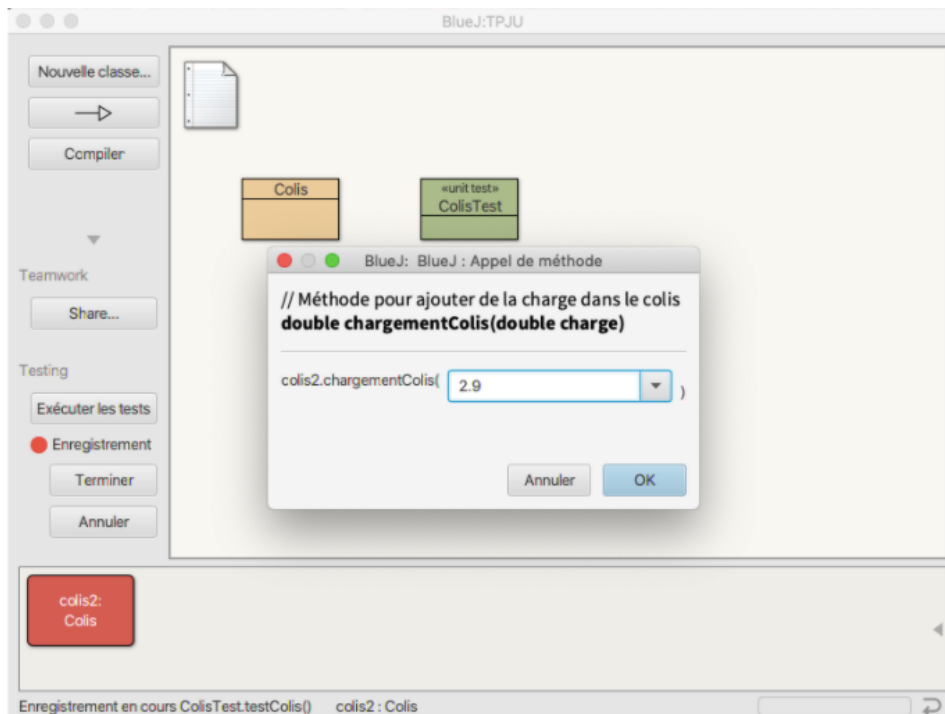 BlueJ:TPJU
Nouvelle classe...
Compiler
Colis
«unit test»
ColisTest
Teamwork
Share...
Testing
Exécuter les tests
Enregistrement
Terminer
Annuler
BlueJ: BlueJ : Appel de méthode
// Méthode pour ajouter de la charge dans le colis
double chargementColis(double charge)
colis2.chargementColis( 2.9 )
Annuler OK
colis2:
Colis
Enregistrement en cours ColisTest.testColis() colis2 : Colis